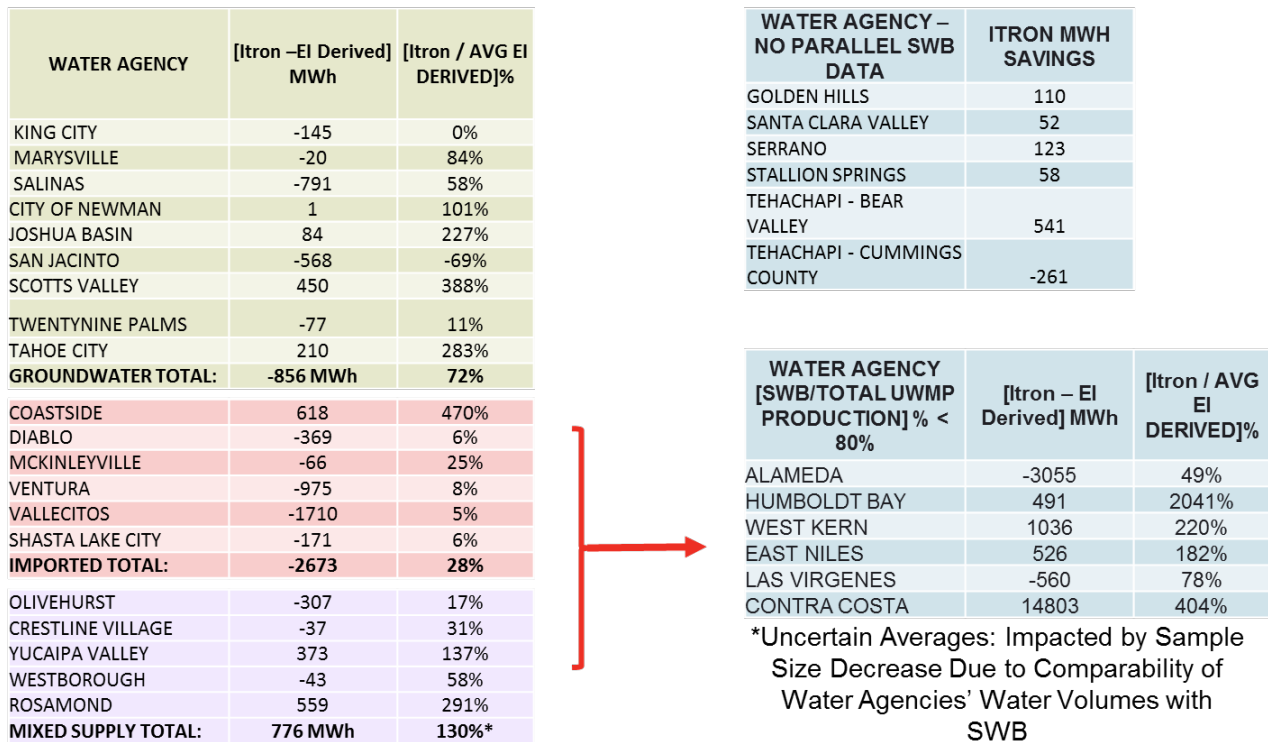 WATER AGENCY [Itron –EI Derived] MWh [Itron / AVG EI DERIVED]%
KING CITY -145 0%
MARYSVILLE -20 84%
SALINAS -791 58%
CITY OF NEWMAN 1 101%
JOSHUA BASIN 84 227%
SAN JACINTO -568 -69%
SCOTTS VALLEY 450 388%
TWENTYNINE PALMS -77 11%
TAHOE CITY 210 283%
GROUNDWATER TOTAL: -856 MWh 72%
COASTSIDE 618 470%
DIABLO -369 6%
MCKINLEYVILLE -66 25%
VENTURA -975 8%
VALLECITOS -1710 5%
SHASTA LAKE CITY -171 6%
IMPORTED TOTAL: -2673 28%
OLIVEHURST -307 17%
CRESTLINE VILLAGE -37 31%
YUCAIPA VALLEY 373 137%
WESTBOROUGH -43 58%
ROSAMOND 559 291%
MIXED SUPPLY TOTAL: 776 MWh 130%*
WATER AGENCY –
NO PARALLEL SWB
DATA
ITRON MWH
SAVINGS
GOLDEN HILLS 110
SANTA CLARA VALLEY 52
SERRANO 123
STALLION SPRINGS 58
TEHACHAPI - BEAR
VALLEY 541
TEHACHAPI - CUMMINGS
COUNTY -261
WATER AGENCY
[SWB/TOTAL UWMP
PRODUCTION] % <
80%
[Itron – EI
Derived] MWh
[Itron / AVG
EI
DERIVED]%
ALAMEDA -3055 49%
HUMBOLDT BAY 491 2041%
WEST KERN 1036 220%
EAST NILES 526 182%
LAS VIRGENES -560 78%
CONTRA COSTA 14803 404%
*Uncertain Averages: Impacted by Sample
Size Decrease Due to Comparability of
Water Agencies’ Water Volumes with
SWB